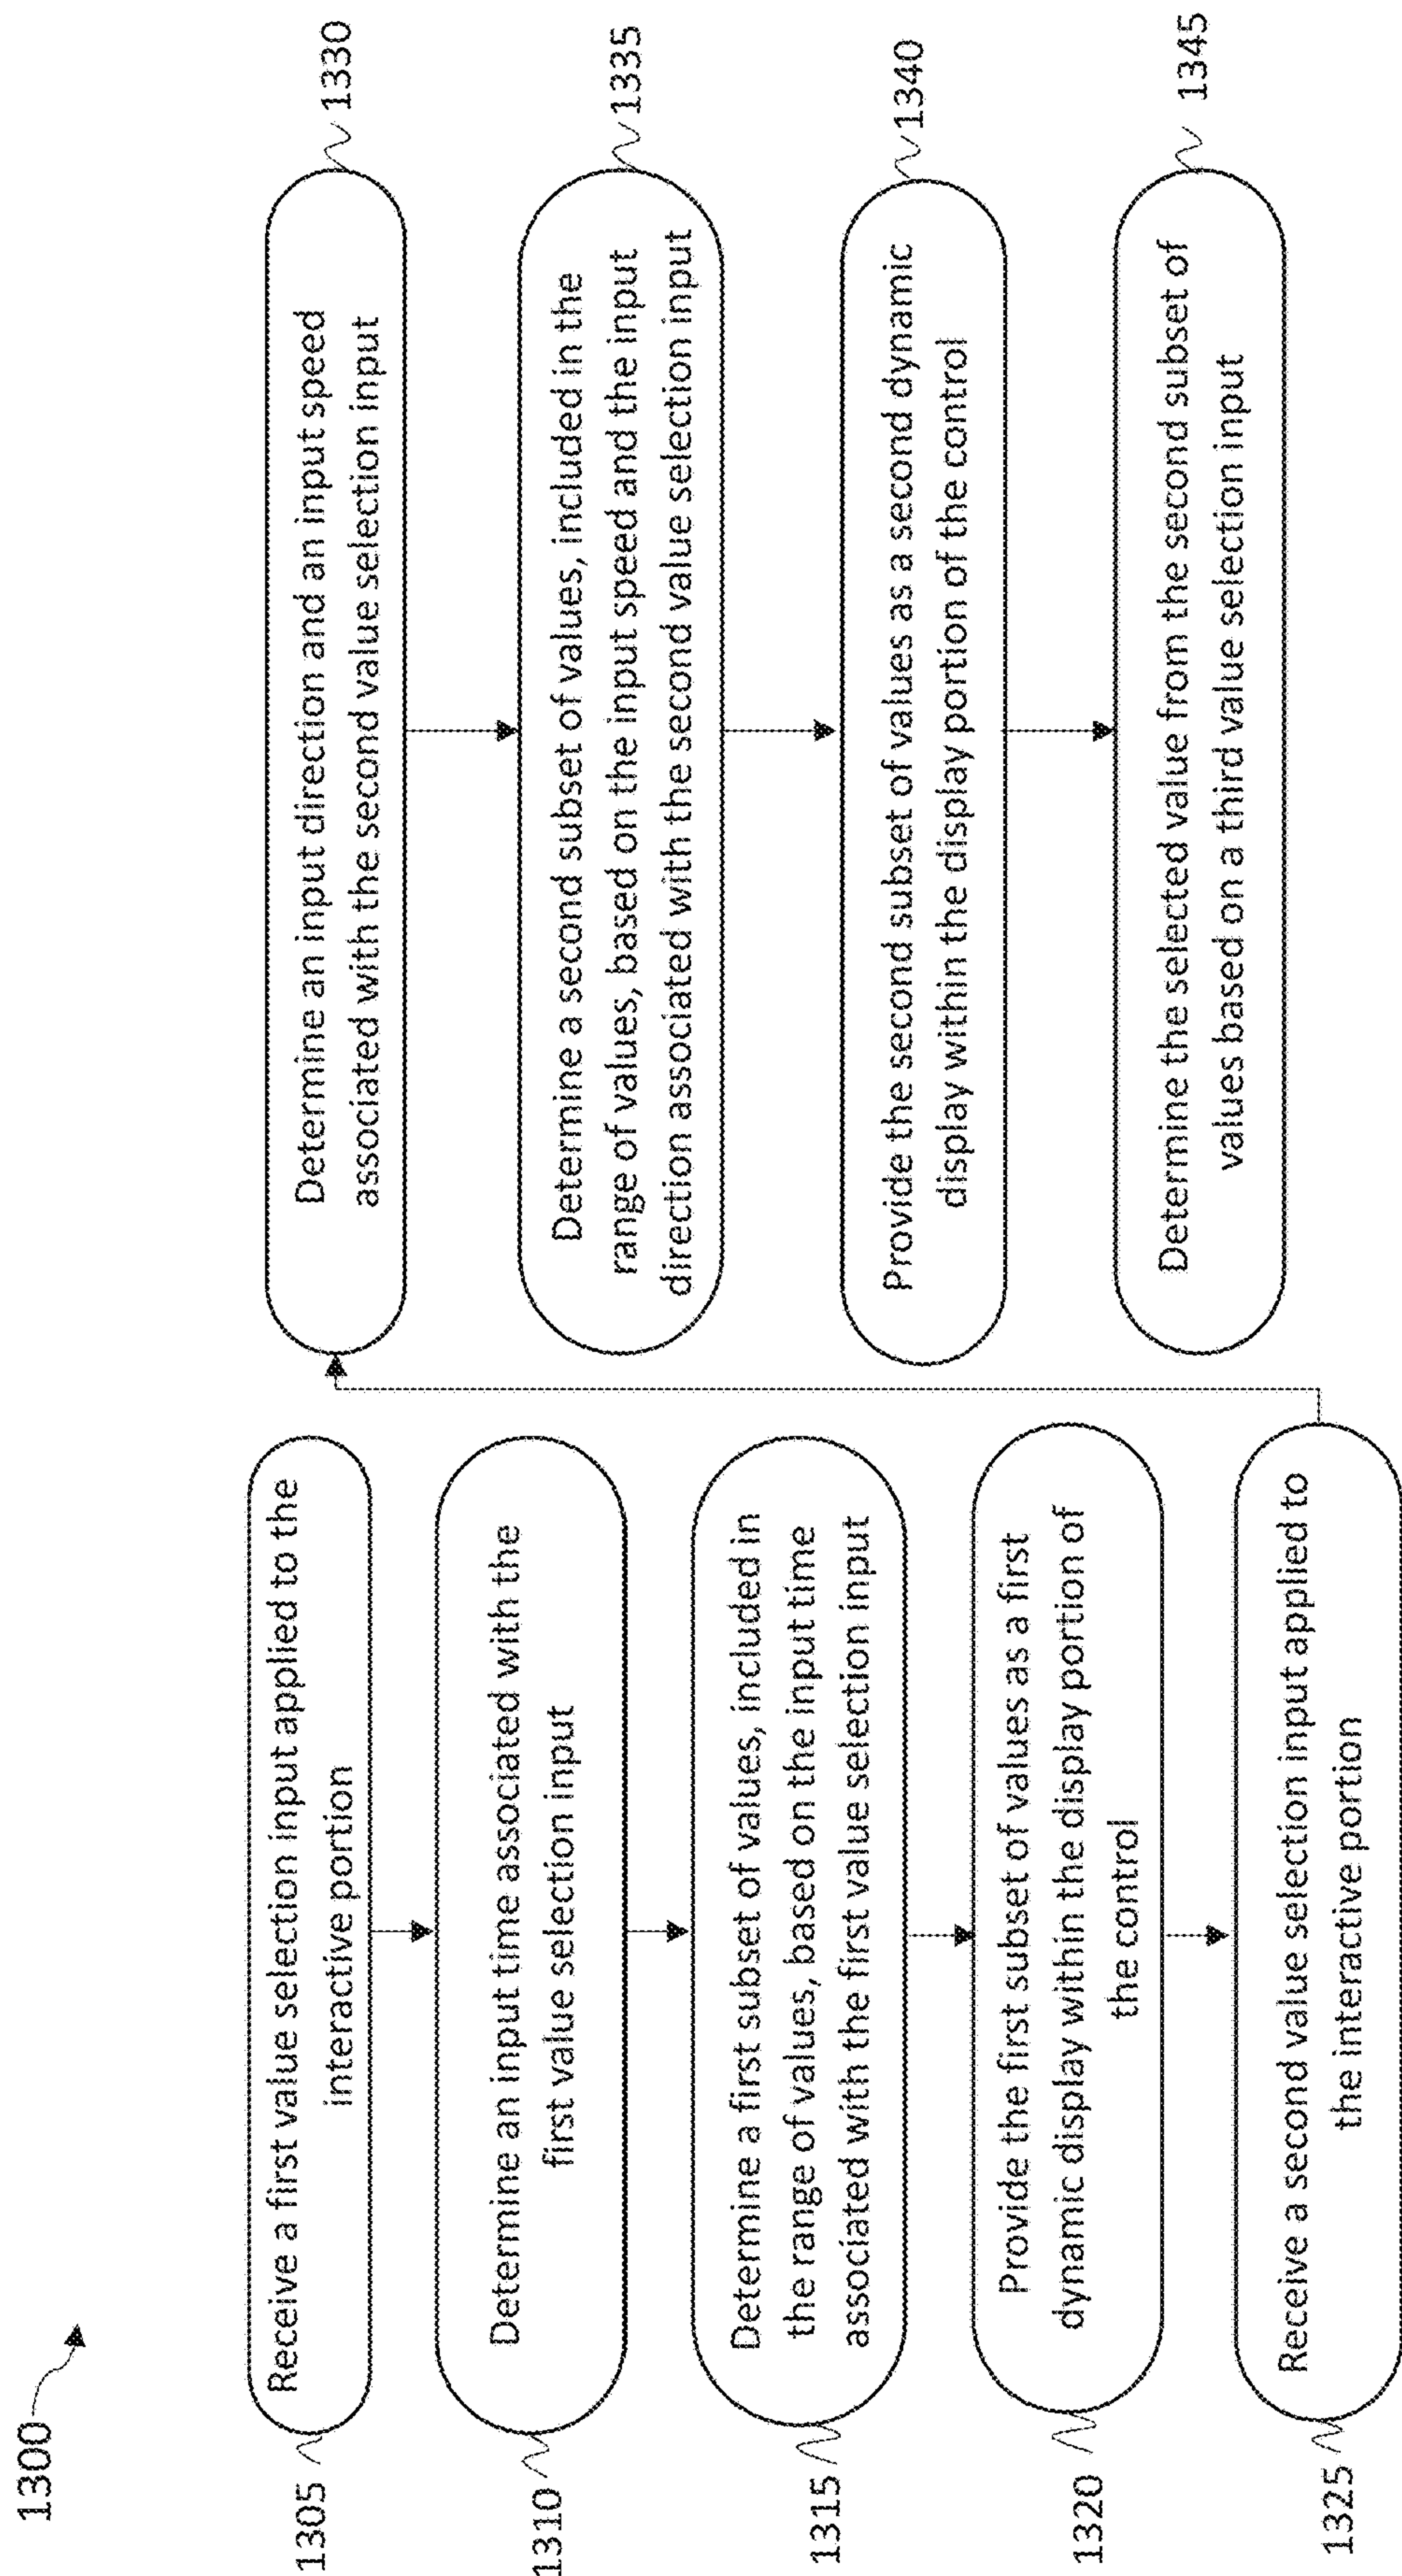 1300
1305
Receive a first value selection input applied to the
interactive portion
1310
Determine an input time associated with the
first value selection input
1315
Determine a first subset of values, included in
the range of values, based on the input time
associated with the first value selection input
1320
Provide the first subset of values as a first
dynamic display within the display portion of
the control
1325
Receive a second value selection input applied to
the interactive portion
1330
Determine an input direction and an input speed
associated with the second value selection input
1335
Determine a second subset of values, included in the
range of values, based on the input speed and the input
direction associated with the second value selection input
1340
Provide the second subset of values as a second dynamic
display within the display portion of the control
1345
Determine the selected value from the second subset of
values based on a third value selection input